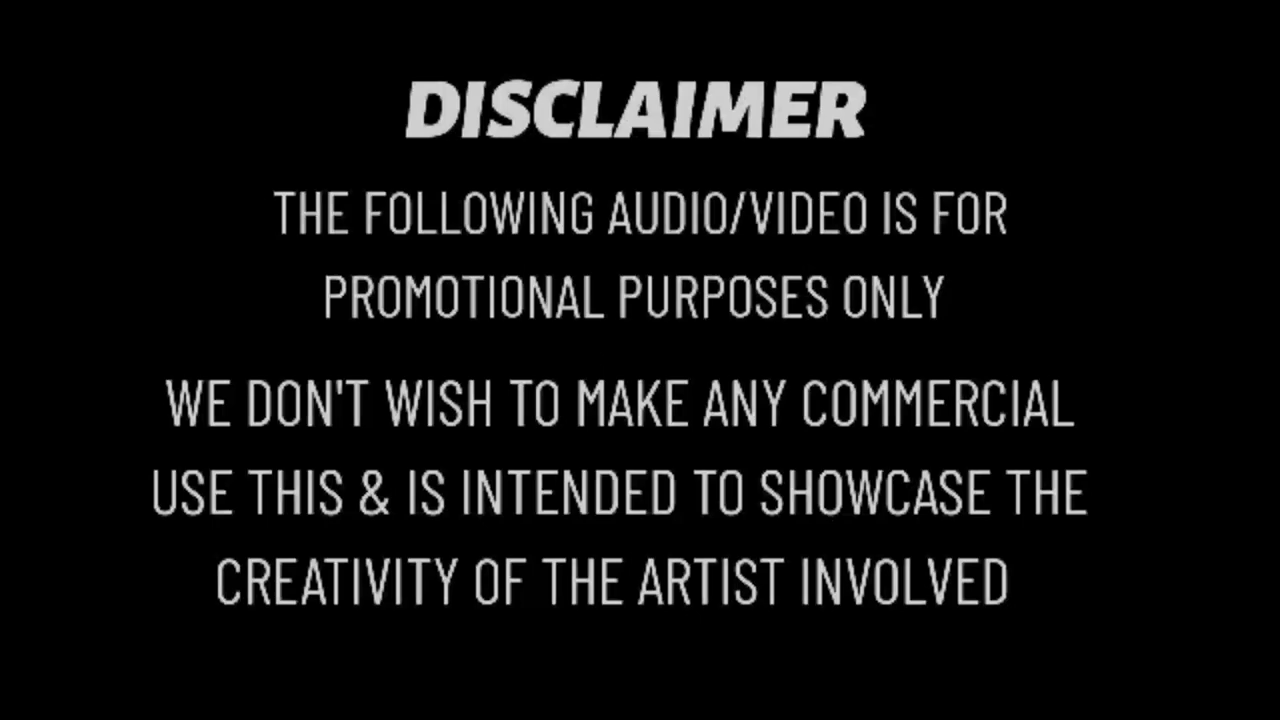 DISCLAIMER
THE FOLLOWING AUDIO/VIDEO IS FOR
PROMOTIONAL PURPOSES ONLY
WE DON'T WISH TO MAKE ANY COMMERCIAL
USE THIS & IS INTENDED TO SHOWCASE THE
CREATIVITY OF THE ARTIST INVOLVED